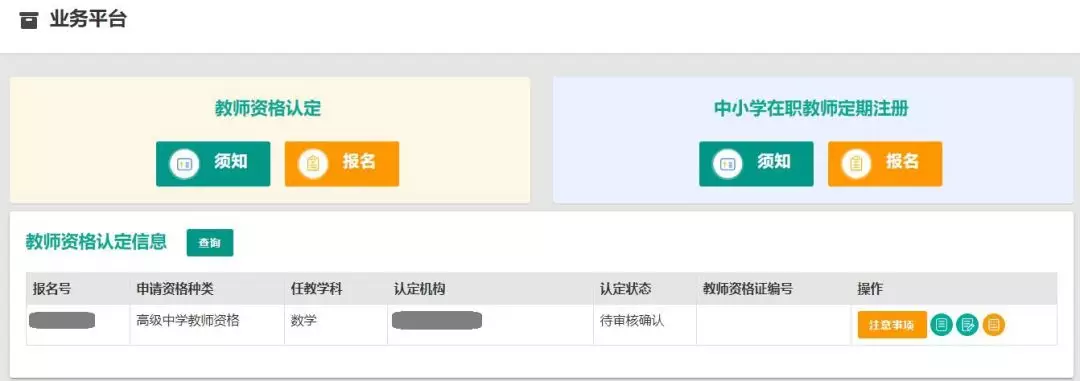 业务平台
教师资格认定
须知 报名
中小学在职教师定期注册
须知 报名
教师资格认定信息 查询
报名号 申请资格种类 任教学科 认定机构 认定状态 教师资格证编号 操作
高级中学教师资格 数学 待审核确认 注意事项